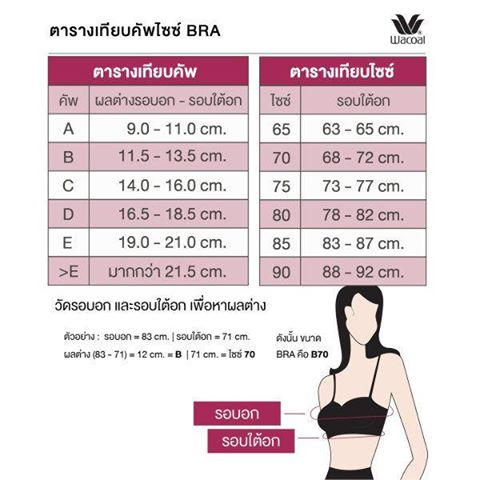 ตารางเทียบคัพไซซ์ BRA
Wacoal
ตารางเทียบคัพ
คัพ ผลต่างรอบอก - รอบใต้อก
A 9.0 - 11.0 cm.
B 11.5 - 13.5 cm.
C 14.0 - 16.0 cm.
D 16.5 - 18.5 cm.
E 19.0 - 21.0 cm.
>E มากกว่า 21.5 cm.
ตารางเทียบไซซ์
ไซซ์ รอบใต้อก
65 63 - 65 cm.
70 68 - 72 cm.
75 73 - 77 cm.
80 78 - 82 cm.
85 83 - 87 cm.
90 88 - 92 cm.
วัดรอบอก และรอบใต้อก เพื่อหาผลต่าง
ตัวอย่าง : รอบอก = 83 cm. | รอบใต้อก = 71 cm.
ผลต่าง (83 - 71) = 12 cm. = B | 71 cm. = ไซซ์ 70
ดังนั้น ขนาด
BRA คือ B70
รอบอก
รอบใต้อก